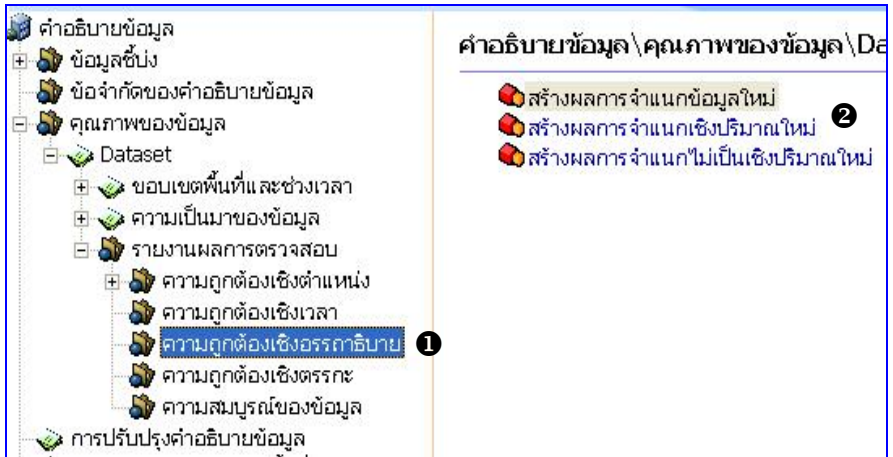 คำอธิบายข้อมูล
ข้อมูลชี้บ่ง
ข้อจำกัดของคำอธิบายข้อมูล
คุณภาพของข้อมูล
Dataset
ขอบเขตพื้นที่และช่วงเวลา
ความเป็นมาของข้อมูล
รายงานผลการตรวจสอบ
ความถูกต้องเชิงตำแหน่ง
ความถูกต้องเชิงเวลา
ความถูกต้องเชิงอรรถาธิบาย ❶
ความถูกต้องเชิงตรรกะ
ความสมบูรณ์ของข้อมูล
การปรับปรุงคำอธิบายข้อมูล
คำอธิบายข้อมูล\คุณภาพของข้อมูล\Da
สร้างผลการจำแนกข้อมูลใหม่
สร้างผลการจำแนกเชิงปริมาณใหม่ ❷
สร้างผลการจำแนกไม่เป็นเชิงปริมาณใหม่